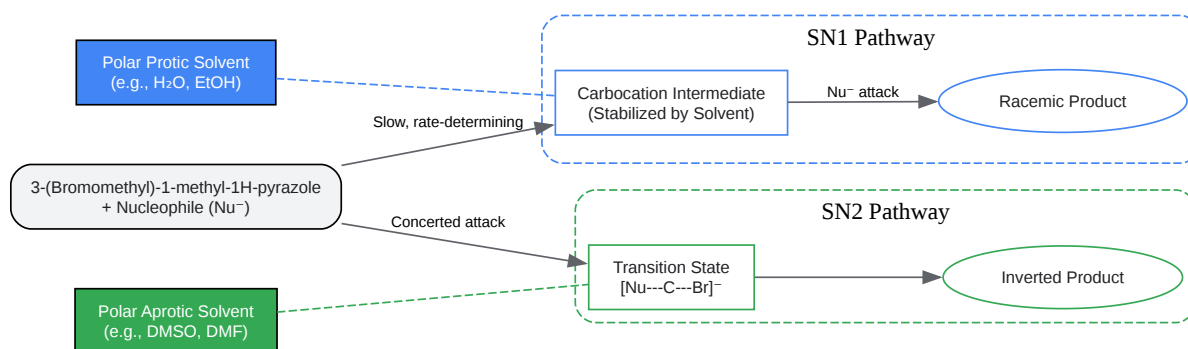 SN1 Pathway
Polar Protic Solvent
(e.g., H₂O, EtOH)
Carbocation Intermediate
(Stabilized by Solvent)
Nu⁻ attack
Racemic Product
Slow, rate-determining
3-(Bromomethyl)-1-methyl-1H-pyrazole
+ Nucleophile (Nu⁻)
Concerted attack
SN2 Pathway
Transition State
[Nu---C---Br]⁻
Inverted Product
Polar Aprotic Solvent
(e.g., DMSO, DMF)